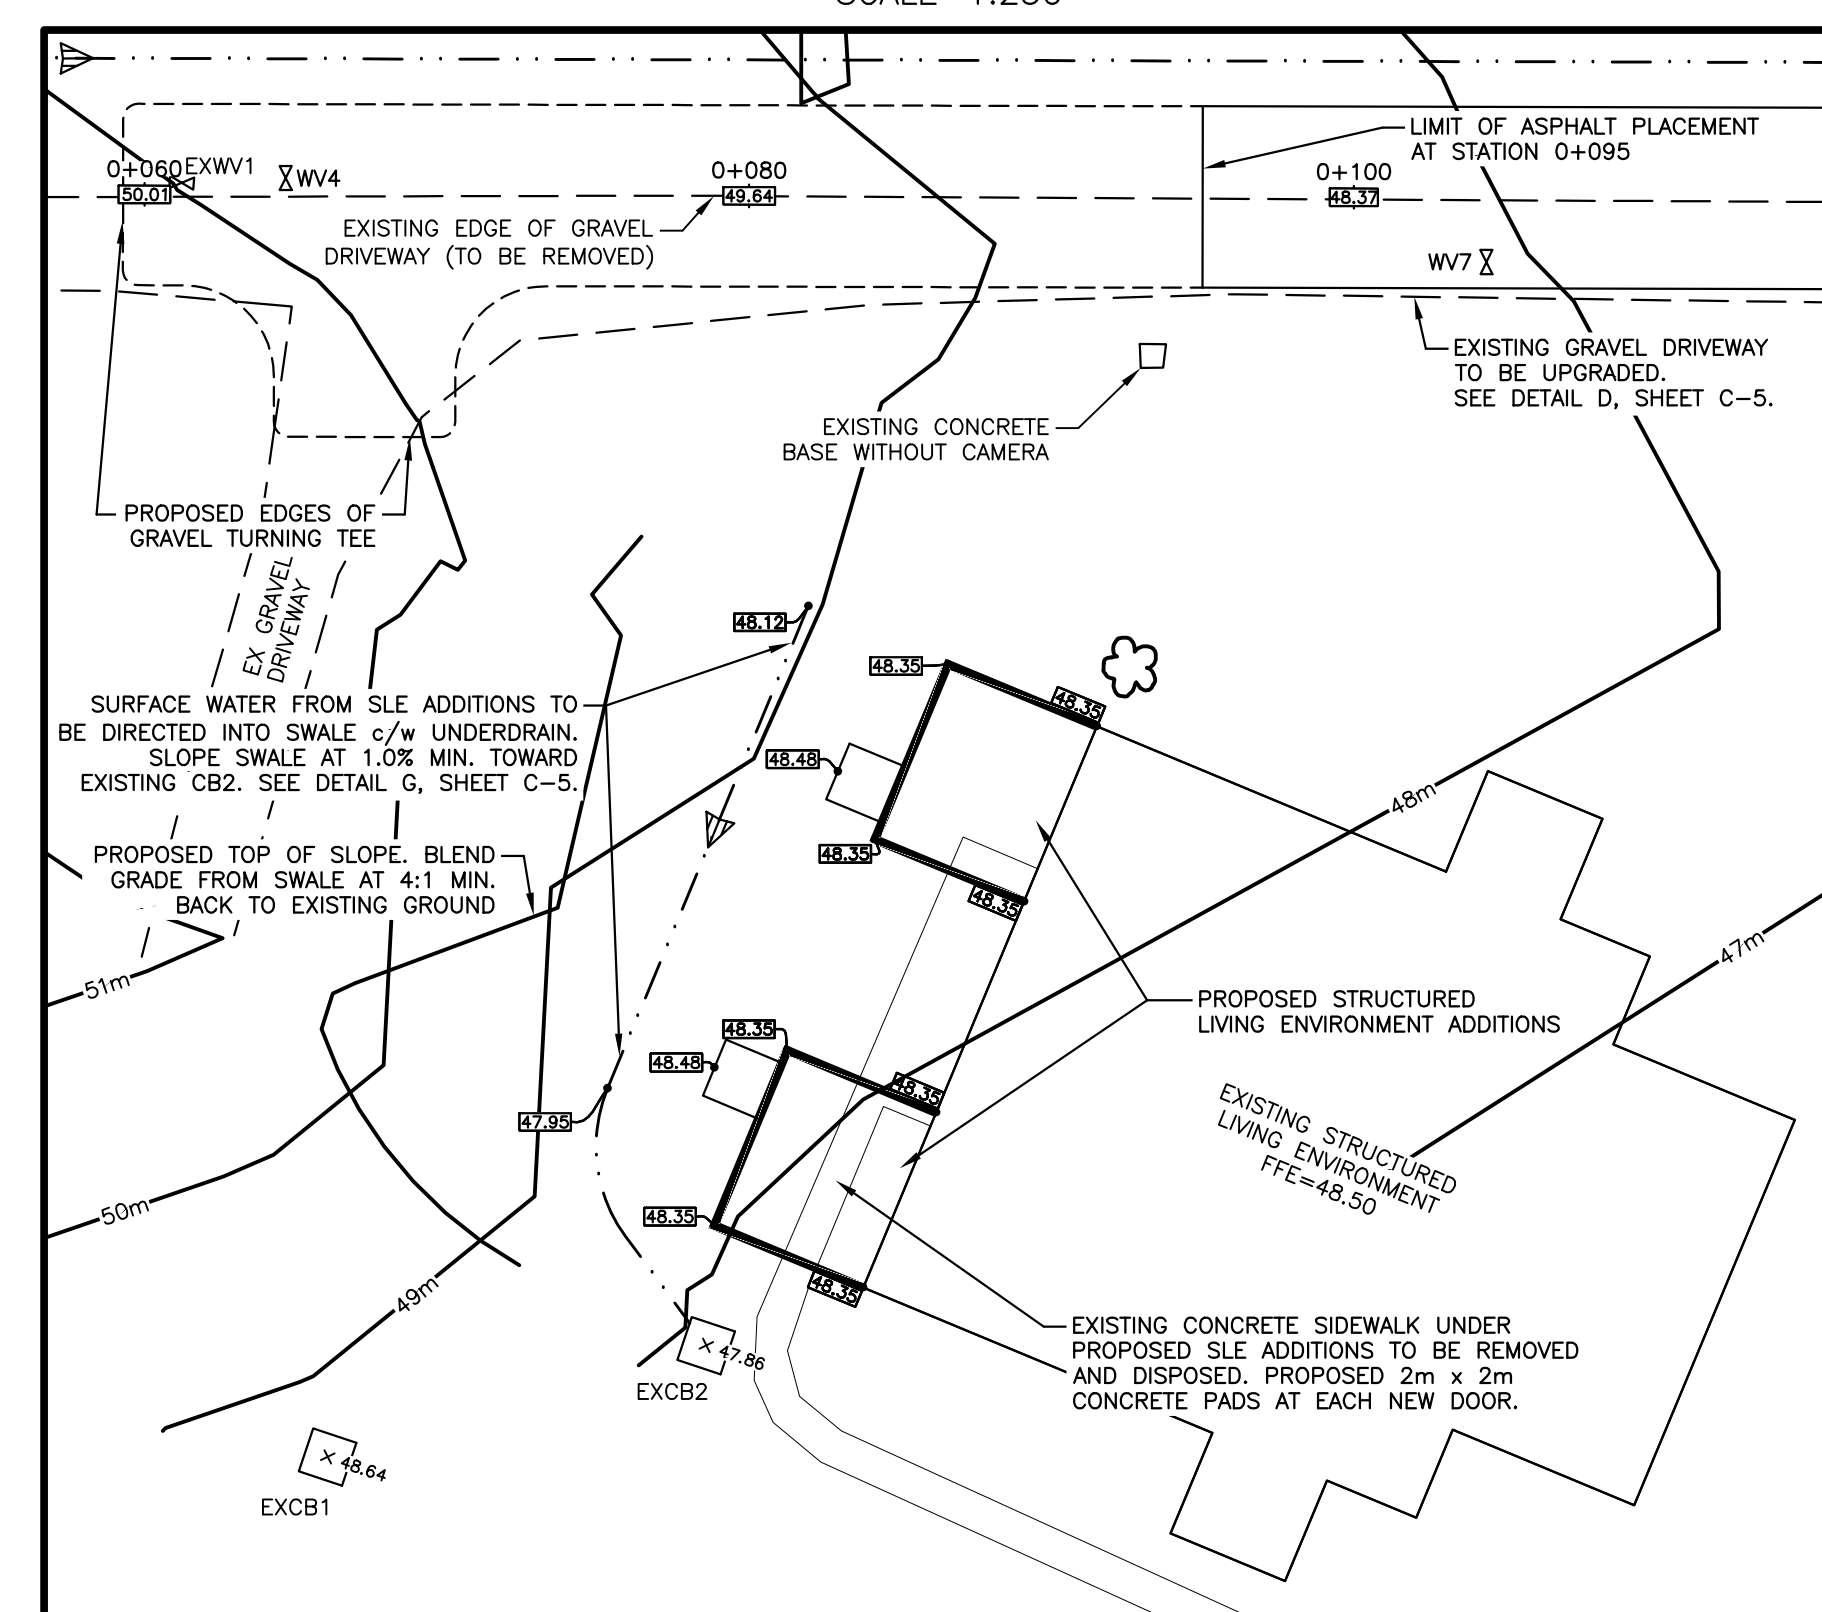 LIMIT OF ASPHALT PLACEMENT
AT STATION 0+095
0+060
EXWV1
50.01
WV4
0+080
49.64
0+100
48.37
EXISTING EDGE OF GRAVEL
DRIVEWAY (TO BE REMOVED)
WV7
EXISTING GRAVEL DRIVEWAY
TO BE UPGRADED.
SEE DETAIL D, SHEET C-5.
EXISTING CONCRETE
BASE WITHOUT CAMERA
PROPOSED EDGES OF
GRAVEL TURNING TEE
EX GRAVEL
DRIVEWAY
48.12
48.35
48.35
SURFACE WATER FROM SLE ADDITIONS TO
BE DIRECTED INTO SWALE c/w UNDERDRAIN.
SLOPE SWALE AT 1.0% MIN. TOWARD
EXISTING CB2. SEE DETAIL G, SHEET C-5.
48.48
48m
48.35
48.35
PROPOSED TOP OF SLOPE. BLEND
GRADE FROM SWALE AT 4:1 MIN.
BACK TO EXISTING GROUND
47m
51m
PROPOSED STRUCTURED
LIVING ENVIRONMENT ADDITIONS
48.35
48.48
48.35
47.95
EXISTING STRUCTURED
LIVING ENVIRONMENT
FFE=48.50
50m
48.35
48.35
49m
EXISTING CONCRETE SIDEWALK UNDER
PROPOSED SLE ADDITIONS TO BE REMOVED
AND DISPOSED. PROPOSED 2m x 2m
CONCRETE PADS AT EACH NEW DOOR.
47.86
EXCB2
48.64
EXCB1